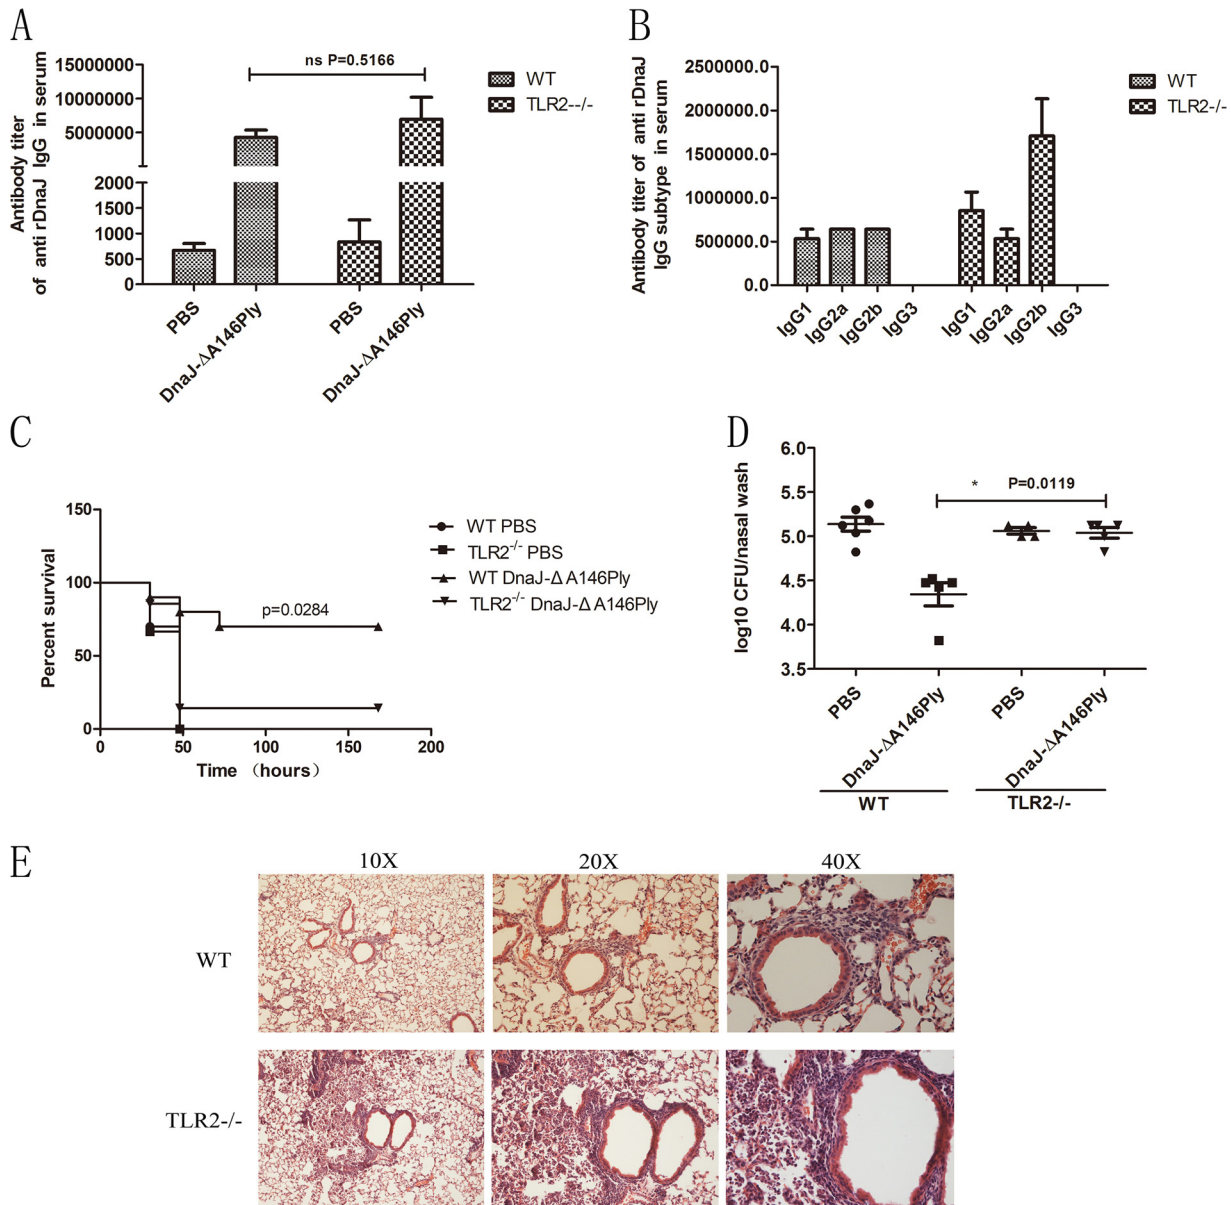 A
Antibody titer
of anti rDnaJ IgG in serum
15000000
10000000
5000000
2000
1500
1000
500
0
ns P=0.5166
WT
TLR2--/-
PBS
DnaJ-ΔA146Ply
PBS
DnaJ-ΔA146Ply
B
Antibody titer of anti rDnaJ
IgG subtype in serum
2500000.0
2000000.0
1500000.0
1000000.0
500000.0
0.0
WT
TLR2-/-
IgG1
IgG2a
IgG2b
IgG3
IgG1
IgG2a
IgG2b
IgG3
C
Percent survival
150
100
50
0
0 50 100 150 200
Time （hours）
p=0.0284
WT PBS
TLR2-/- PBS
WT DnaJ-Δ A146Ply
TLR2-/- DnaJ-Δ A146Ply
D
log10 CFU/nasal wash
6.0
5.5
5.0
4.5
4.0
3.5
* P=0.0119
PBS
DnaJ-ΔA146Ply
PBS
DnaJ-ΔA146Ply
WT TLR2-/-
E
10X 20X 40X
WT
TLR2-/-